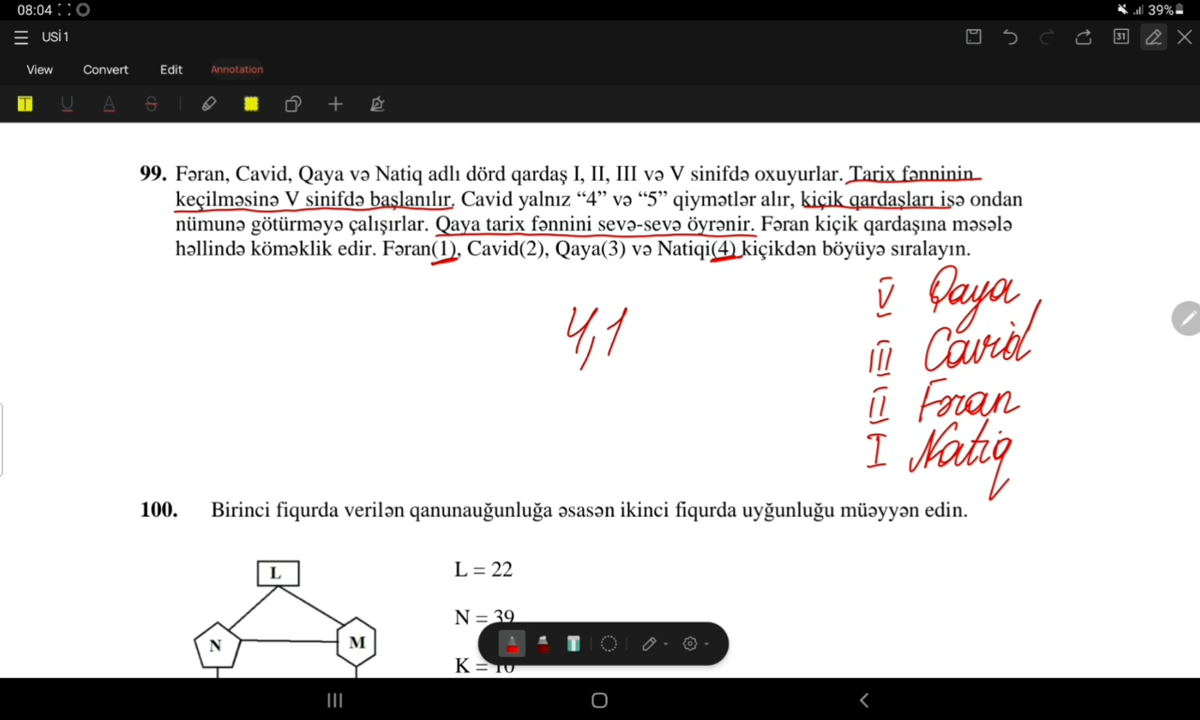 08:04
39%
USİ 1
31
View Convert Edit Annotation
T U A S
99. Fəran, Cavid, Qaya və Natiq adlı dörd qardaş I, II, III və V sinifdə oxuyurlar. Tarix fənninin
keçilməsinə V sinifdə başlanılır. Cavid yalnız “4” və “5” qiymətlər alır, kiçik qardaşları isə ondan
nümunə götürməyə çalışırlar. Qaya tarix fənnini sevə-sevə öyrənir. Fəran kiçik qardaşına məsələ
həllində köməklik edir. Fəran(1), Cavid(2), Qaya(3) və Natiqi(4) kiçikdən böyüyə sıralayın.
V Qaya
4,1
III Cavid
II Fəran
I Natiq
100. Birinci fiqurda verilən qanunauğunluğa əsasən ikinci fiqurda uyğunluğu müəyyən edin.
L
L = 22
N = 39
N M
K = 10